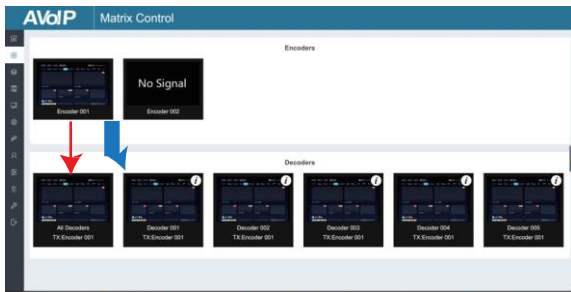 AVoIP Matrix Control
Encoders
No Signal
Encoder 001
Encoder 002
Decoders
All Decoders
TX:Encoder 001
Decoder 001
TX:Encoder 001
Decoder 002
TX:Encoder 001
Decoder 003
TX:Encoder 001
Decoder 004
TX:Encoder 001
Decoder 005
TX:Encoder 001